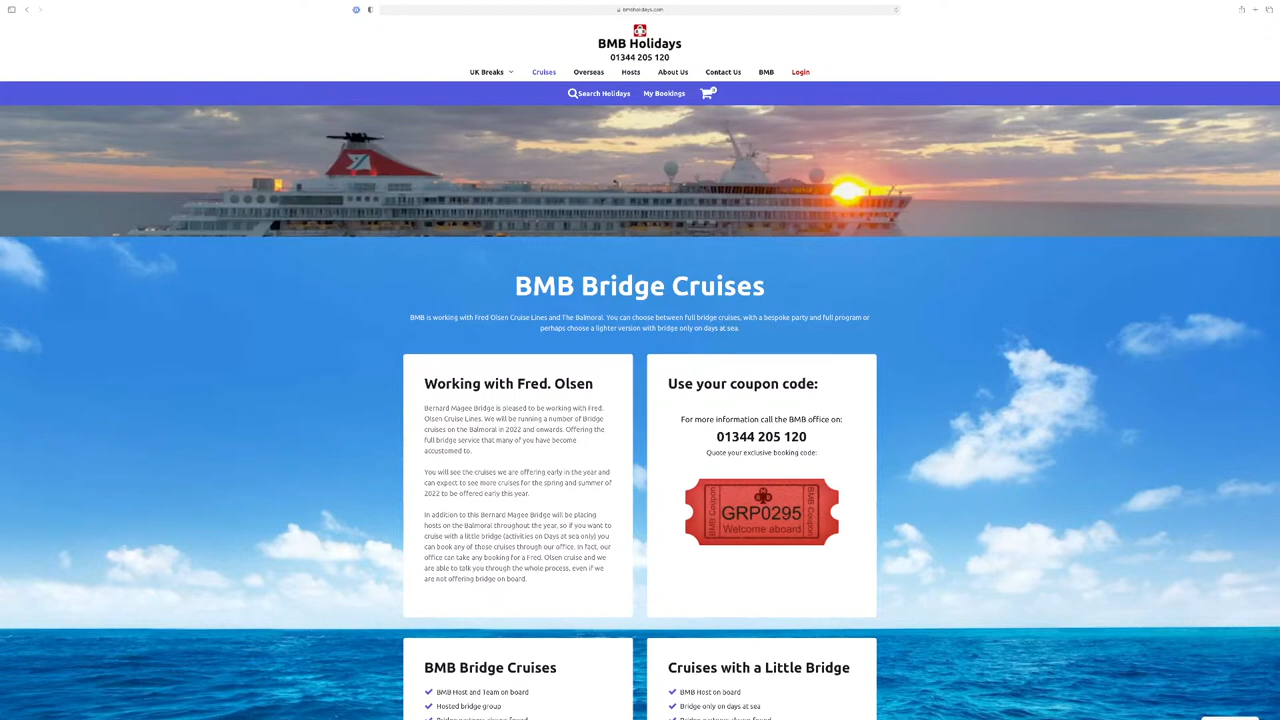 bmbholidays.com
BMB Holidays
01344 205 120
UK Breaks Cruises Overseas Hosts About Us Contact Us BMB Login
Search Holidays My Bookings 0
BMB Bridge Cruises
BMB is working with Fred Olsen Cruise Lines and The Balmoral. You can choose between full bridge cruises, with a bespoke party and full program or
perhaps choose a lighter version with bridge only on days at sea.
Working with Fred. Olsen
Bernard Magee Bridge is pleased to be working with Fred.
Olsen Cruise Lines. We will be running a number of Bridge
cruises on the Balmoral in 2022 and onwards. Offering the
full bridge service that many of you have become
accustomed to.
You will see the cruises we are offering early in the year and
can expect to see more cruises for the spring and summer of
2022 to be offered early this year.
In addition to this Bernard Magee Bridge will be placing
hosts on the Balmoral throughout the year, so if you want to
cruise with a little bridge (activities on Days at sea only) you
can book any of those cruises through our office. In fact, our
office can take any booking for a Fred. Olsen cruise and we
are able to talk you through the whole process, even if we
are not offering bridge on board.
Use your coupon code:
For more information call the BMB office on:
01344 205 120
Quote your exclusive booking code:
BMB Coupon
GRP0295
Welcome aboard
BMB Coupon
BMB Bridge Cruises
BMB Host and Team on board
Hosted bridge group
Cruises with a Little Bridge
BMB Host on board
Bridge only on days at sea